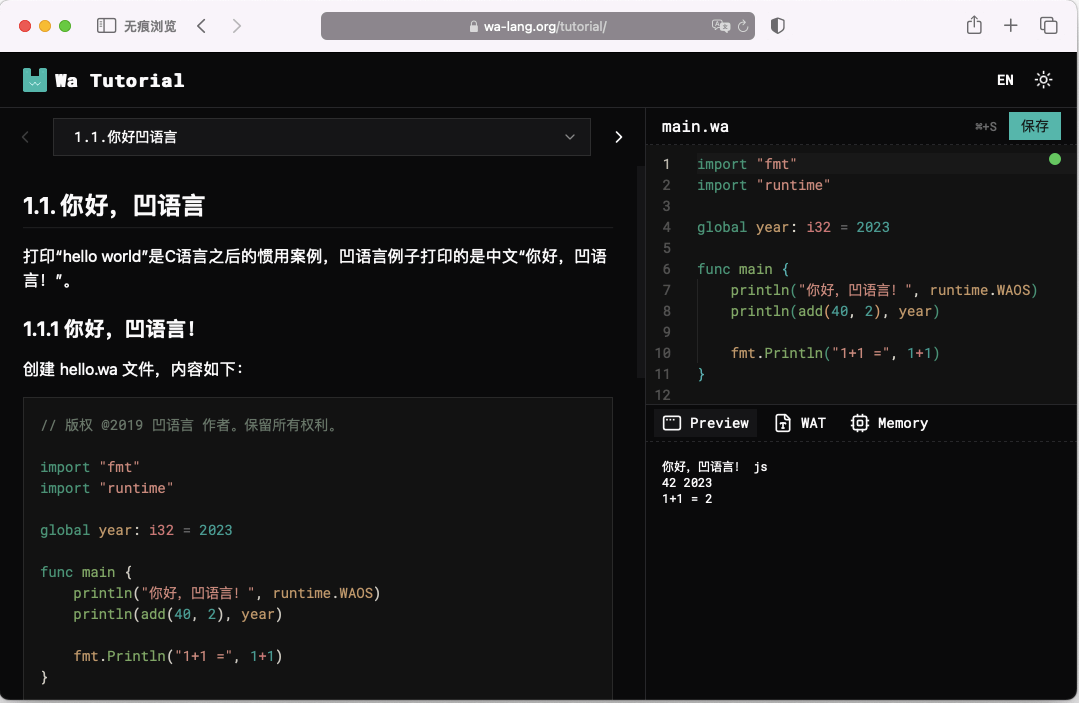 无痕浏览
wa-lang.org/tutorial/
Wa Tutorial
EN
1.1.你好凹语言
1.1. 你好，凹语言
打印“hello world”是C语言之后的惯用案例，凹语言例子打印的是中文“你好，凹语
言！”。
1.1.1 你好，凹语言！
创建 hello.wa 文件，内容如下：
// 版权 @2019 凹语言 作者。保留所有权利。
import "fmt"
import "runtime"
global year: i32 = 2023
func main {
println("你好，凹语言！", runtime.WAOS)
println(add(40, 2), year)
fmt.Println("1+1 =", 1+1)
}
main.wa
⌘+S
保存
1 import "fmt"
2 import "runtime"
3
4 global year: i32 = 2023
5
6 func main {
7 println("你好，凹语言！", runtime.WAOS)
8 println(add(40, 2), year)
9
10 fmt.Println("1+1 =", 1+1)
11 }
12
Preview
WAT
Memory
你好，凹语言！ js
42 2023
1+1 = 2